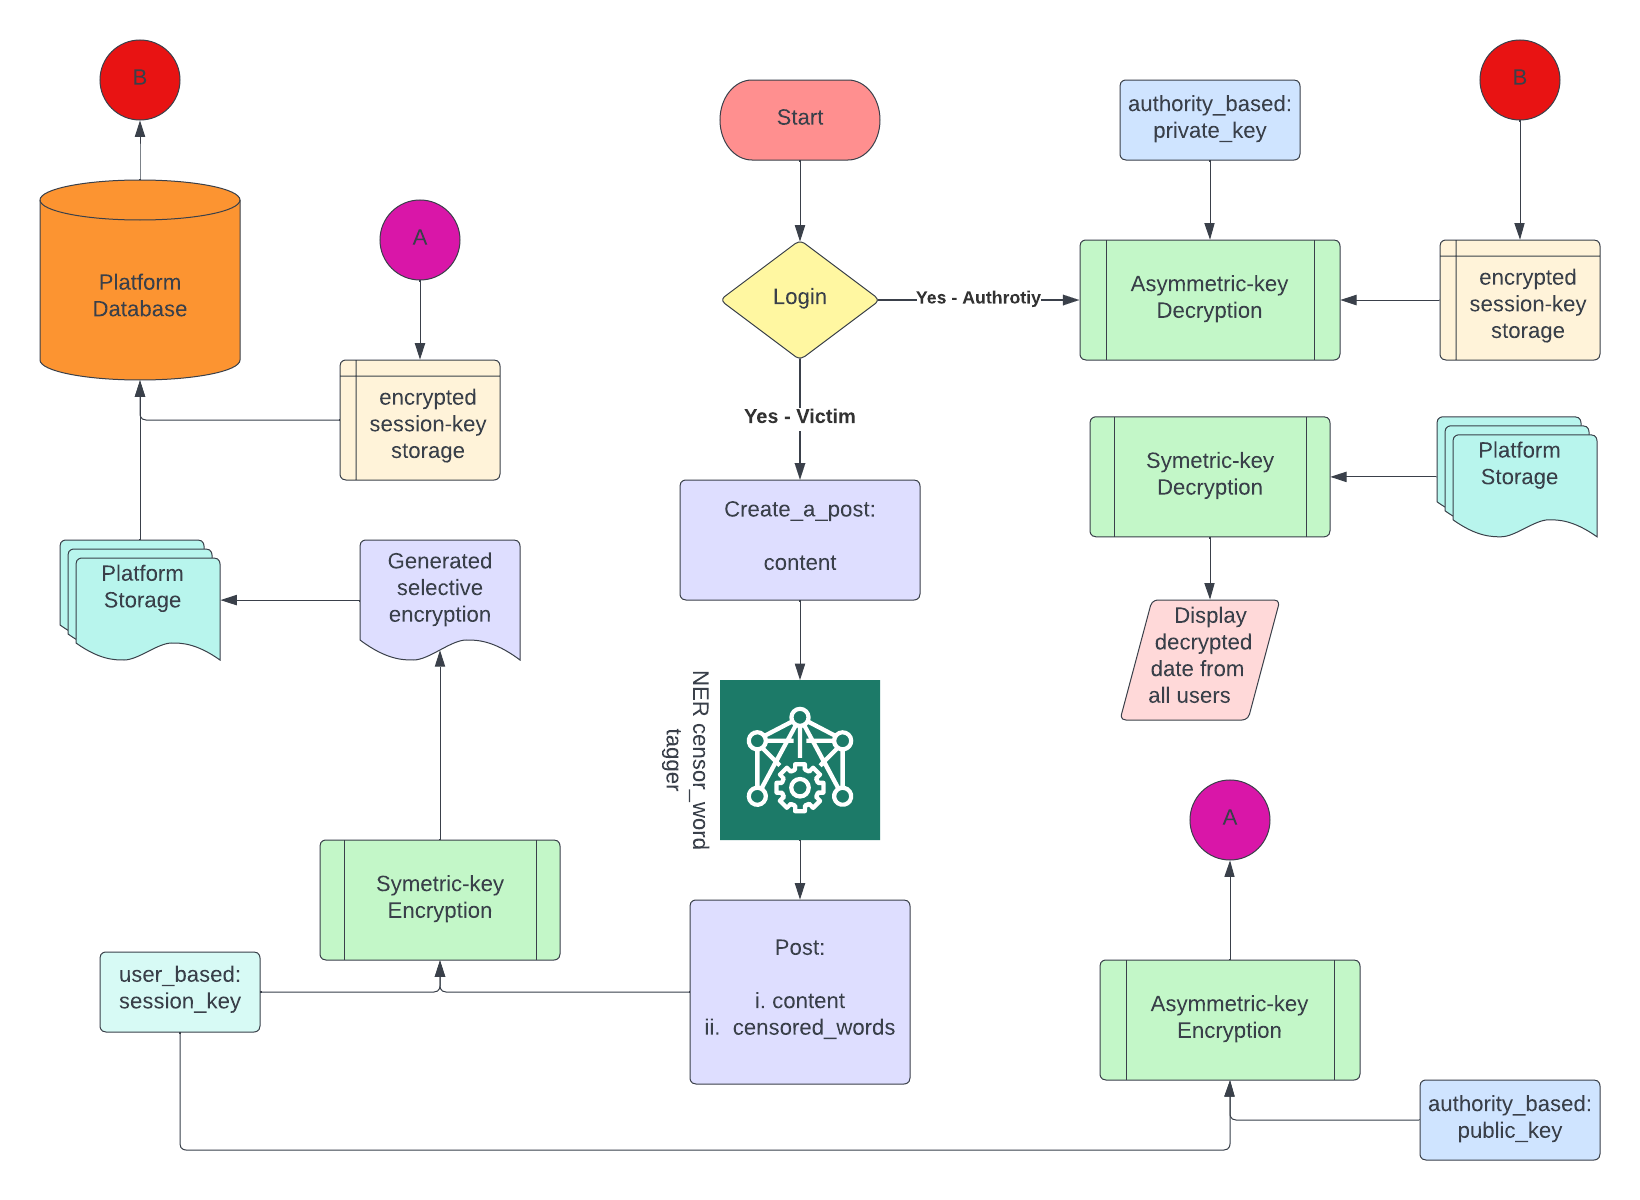 B
Start
authority_based:
private_key
B
A
Platform
Database
Login
Yes - Authrotiy
Asymmetric-key
Decryption
encrypted
session-key
storage
encrypted
session-key
storage
Yes - Victim
Symetric-key
Decryption
Platform
Storage
Create_a_post:
content
Platform
Storage
Generated
selective
encryption
Display
decrypted
date from
all users
NER censor_word
tagger
A
Symetric-key
Encryption
user_based:
session_key
Post:
i. content
ii. censored_words
Asymmetric-key
Encryption
authority_based:
public_key